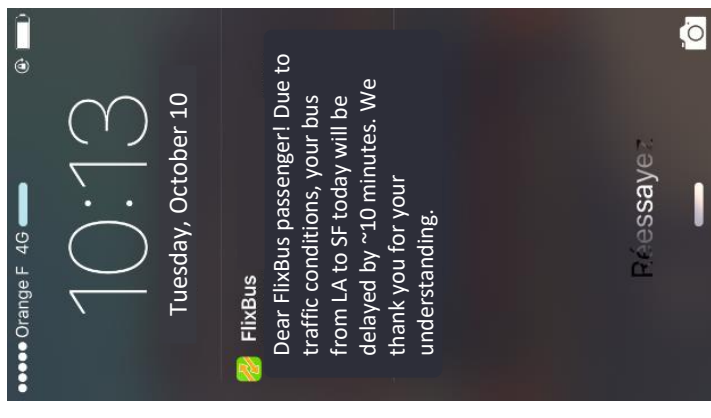 ●●●●● Orange F 4G
10:13
Tuesday, October 10
FlixBus
Dear FlixBus passenger! Due to
traffic conditions, your bus
from LA to SF today will be
delayed by ~10 minutes. We
thank you for your
understanding.
Réessayez